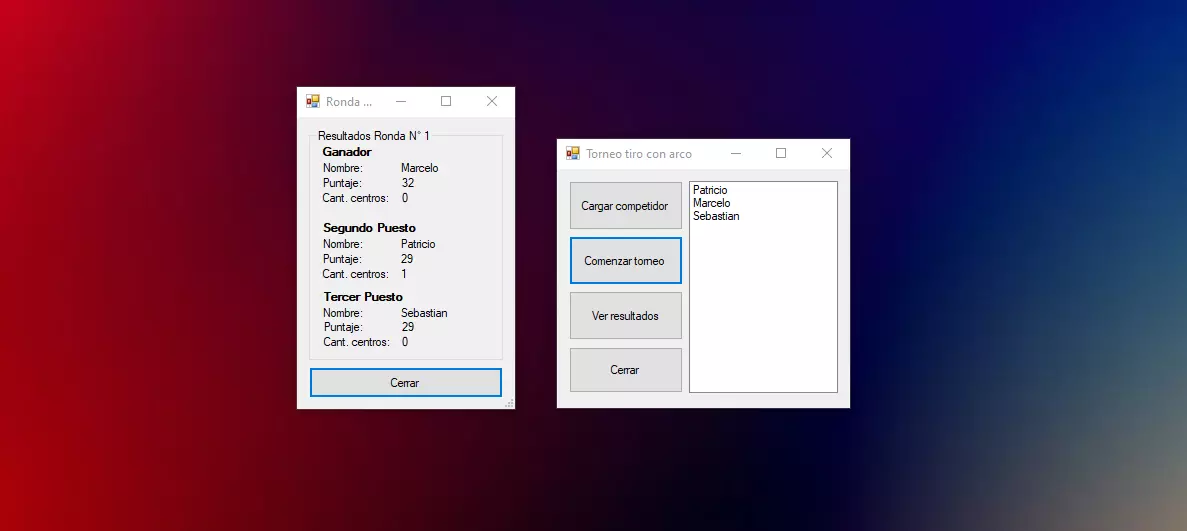 Ronda ...
Resultados Ronda N° 1
Ganador
Nombre: Marcelo
Puntaje: 32
Cant. centros: 0
Segundo Puesto
Nombre: Patricio
Puntaje: 29
Cant. centros: 1
Tercer Puesto
Nombre: Sebastian
Puntaje: 29
Cant. centros: 0
Cerrar
Torneo tiro con arco
Cargar competidor
Comenzar torneo
Ver resultados
Cerrar
Patricio
Marcelo
Sebastian